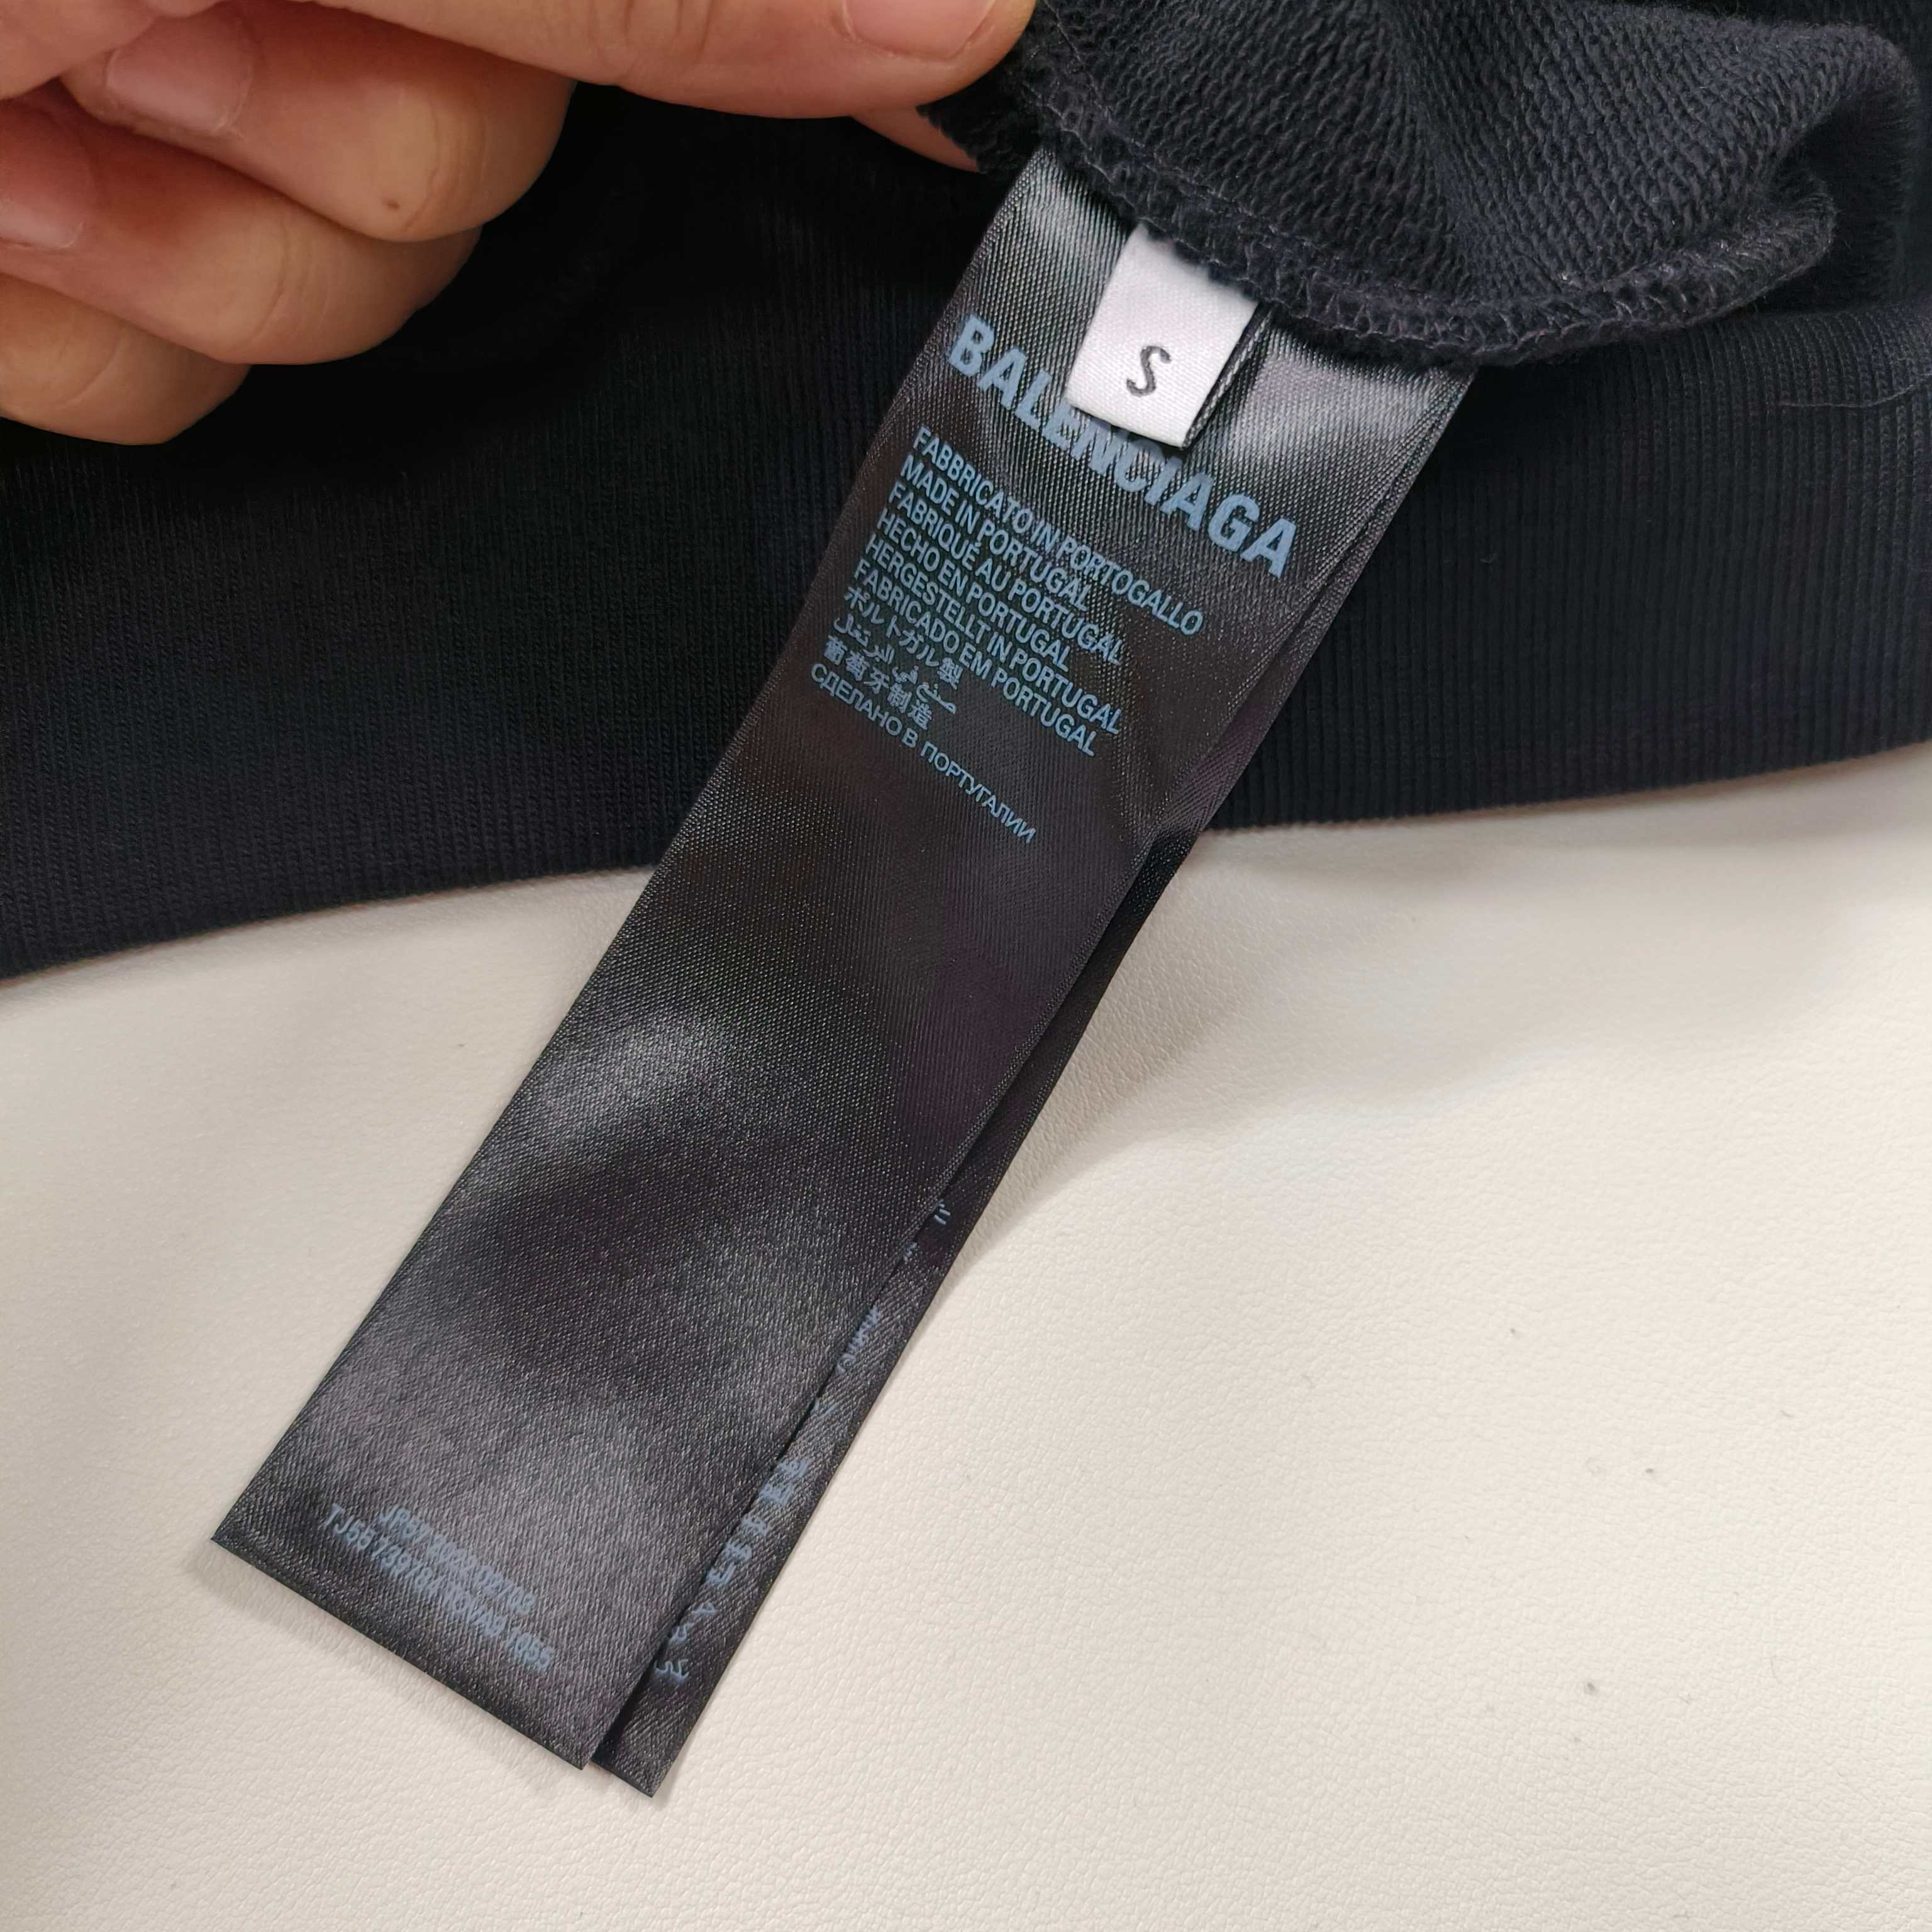 S
BALENCIAGA
FABBRICATO IN PORTOGALLO
MADE IN PORTUGAL
FABRIQUÉ AU PORTUGAL
HECHO EN PORTUGAL
HERGESTELLT IN PORTUGAL
FABRICADO EM PORTUGAL
ポルトガル製
صنع في البرتغال
葡萄牙制造
СДЕЛАНО В ПОРТУГАЛИИ